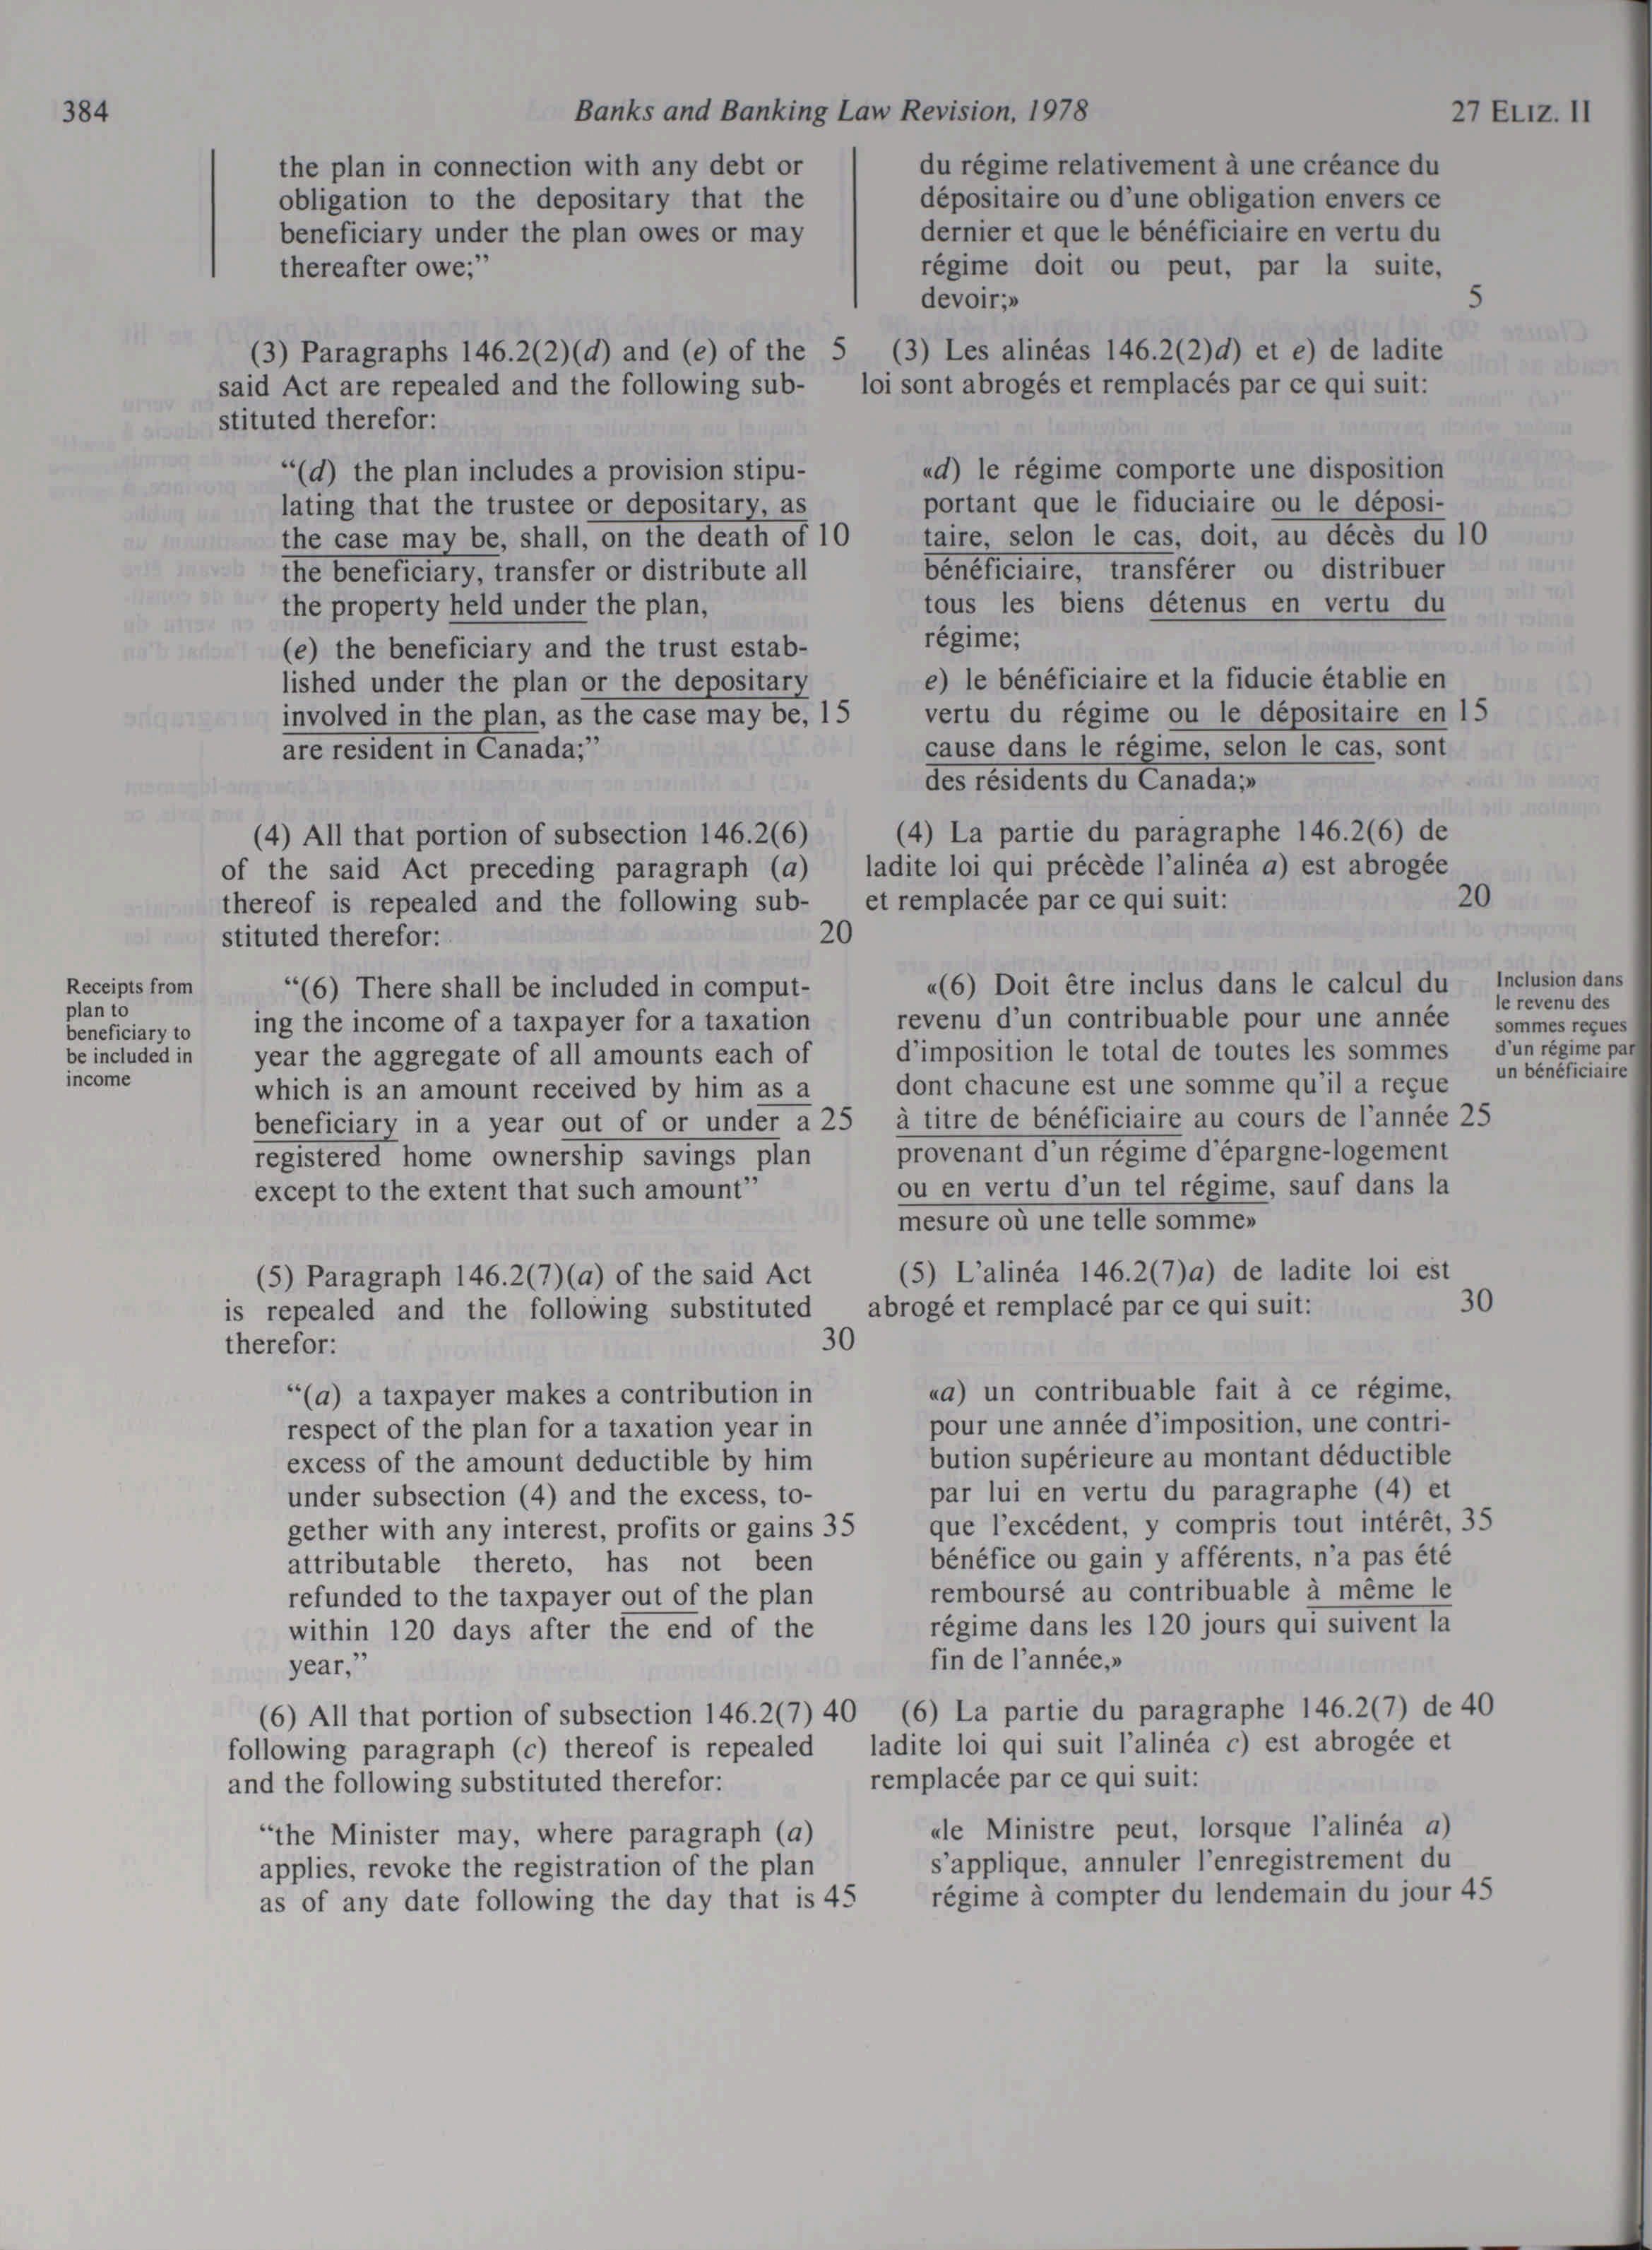 384
Banks and Banking Law Revision, 1978
27 ELIZ. II
the plan in connection with any debt or
obligation to the depositary that the
beneficiary under the plan owes or may
thereafter owe;”
(3) Paragraphs 146.2(2)(d) and (e) of the 5
said Act are repealed and the following sub-
stituted therefor:
“(d) the plan includes a provision stipu-
lating that the trustee or depositary, as
the case may be, shall, on the death of 10
the beneficiary, transfer or distribute all
the property held under the plan,
(e) the beneficiary and the trust estab-
lished under the plan or the depositary
involved in the plan, as the case may be, 15
are resident in Canada;”
(4) All that portion of subsection 146.2(6)
of the said Act preceding paragraph (a)
thereof is repealed and the following sub-
stituted therefor: 20
Receipts from
plan to
beneficiary to
be included in
income
“(6) There shall be included in comput-
ing the income of a taxpayer for a taxation
year the aggregate of all amounts each of
which is an amount received by him as a
beneficiary in a year out of or under a 25
registered home ownership savings plan
except to the extent that such amount”
(5) Paragraph 146.2(7)(a) of the said Act
is repealed and the following substituted
therefor: 30
“(a) a taxpayer makes a contribution in
respect of the plan for a taxation year in
excess of the amount deductible by him
under subsection (4) and the excess, to-
gether with any interest, profits or gains 35
attributable thereto, has not been
refunded to the taxpayer out of the plan
within 120 days after the end of the
year,”
(6) All that portion of subsection 146.2(7) 40
following paragraph (c) thereof is repealed
and the following substituted therefor:
“the Minister may, where paragraph (a)
applies, revoke the registration of the plan
as of any date following the day that is 45
du régime relativement à une créance du
dépositaire ou d’une obligation envers ce
dernier et que le bénéficiaire en vertu du
régime doit ou peut, par la suite,
devoir;» 5
(3) Les alinéas 146.2(2)d) et e) de ladite
loi sont abrogés et remplacés par ce qui suit:
«d) le régime comporte une disposition
portant que le fiduciaire ou le déposi-
taire, selon le cas, doit, au décès du 10
bénéficiaire, transférer ou distribuer
tous les biens détenus en vertu du
régime;
e) le bénéficiaire et la fiducie établie en
vertu du régime ou le dépositaire en 15
cause dans le régime, selon le cas, sont
des résidents du Canada;»
(4) La partie du paragraphe 146.2(6) de
ladite loi qui précède l’alinéa a) est abrogée
et remplacée par ce qui suit: 20
«(6) Doit être inclus dans le calcul du
revenu d’un contribuable pour une année
d’imposition le total de toutes les sommes
dont chacune est une somme qu’il a reçue
à titre de bénéficiaire au cours de l’année 25
provenant d’un régime d’épargne-logement
ou en vertu d’un tel régime, sauf dans la
mesure où une telle somme»
Inclusion dans
le revenu des
sommes reçues
d’un régime par
un bénéficiaire
(5) L’alinéa 146.2(7)a) de ladite loi est
abrogé et remplacé par ce qui suit: 30
«a) un contribuable fait à ce régime,
pour une année d’imposition, une contri-
bution supérieure au montant déductible
par lui en vertu du paragraphe (4) et
que l’excédent, y compris tout intérêt, 35
bénéfice ou gain y afférents, n’a pas été
remboursé au contribuable à même le
régime dans les 120 jours qui suivent la
fin de l’année,»
(6) La partie du paragraphe 146.2(7) de 40
ladite loi qui suit l’alinéa c) est abrogée et
remplacée par ce qui suit:
«le Ministre peut, lorsque l’alinéa a)
s’applique, annuler l’enregistrement du
régime à compter du lendemain du jour 45